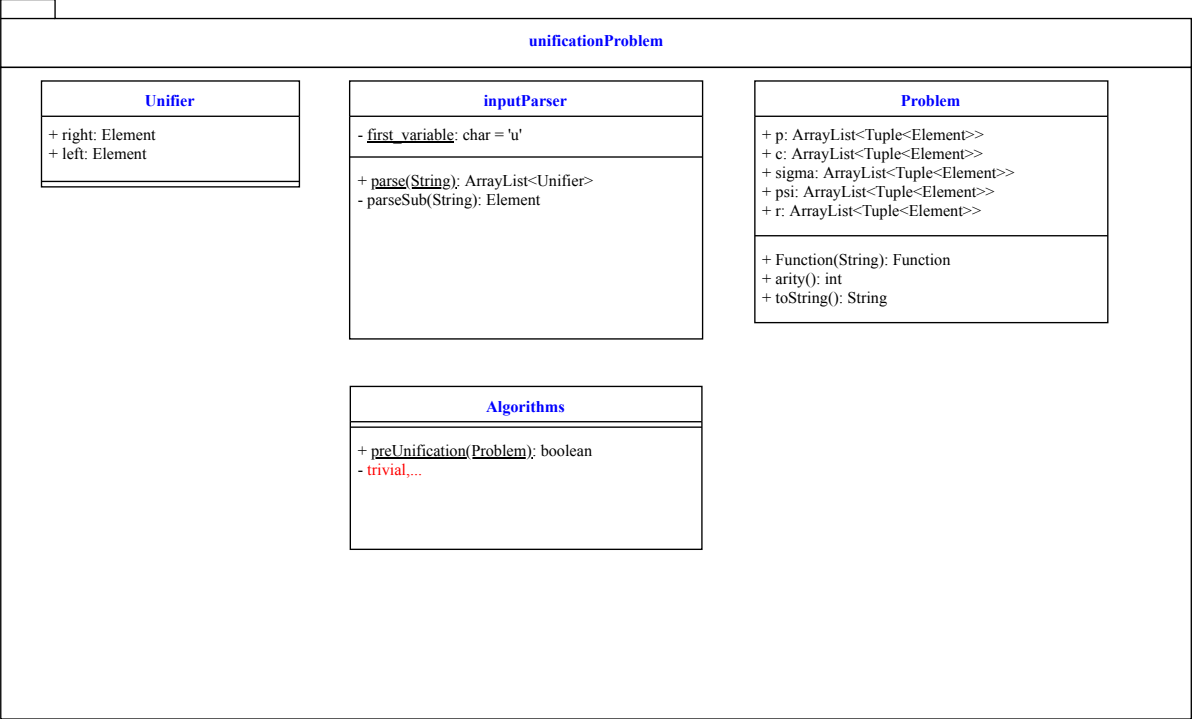 unificationProblem
Unifier
+ right: Element
+ left: Element
inputParser
- first_variable: char = 'u'
+ parse(String): ArrayList<Unifier>
- parseSub(String): Element
Problem
+ p: ArrayList<Tuple<Element>>
+ c: ArrayList<Tuple<Element>>
+ sigma: ArrayList<Tuple<Element>>
+ psi: ArrayList<Tuple<Element>>
+ r: ArrayList<Tuple<Element>>
+ Function(String): Function
+ arity(): int
+ toString(): String
Algorithms
+ preUnification(Problem): boolean
- trivial,...